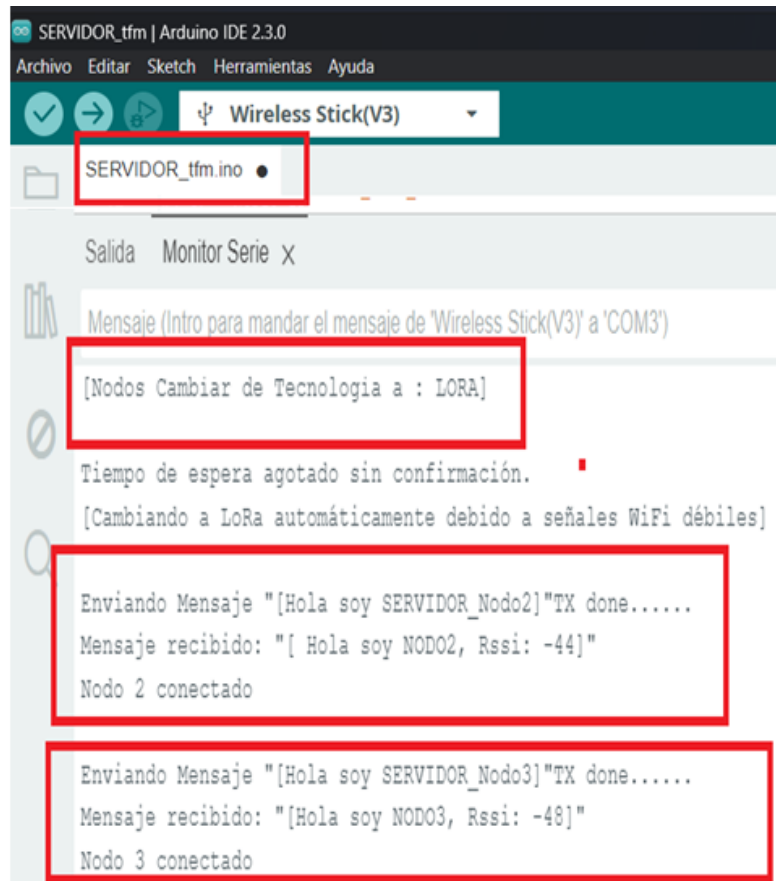 SERVIDOR_tfm | Arduino IDE 2.3.0
Archivo Editar Sketch Herramientas Ayuda
Wireless Stick(V3)
SERVIDOR_tfm.ino ●
Salida Monitor Serie X
Mensaje (Intro para mandar el mensaje de 'Wireless Stick(V3)' a 'COM3')
[Nodos Cambiar de Tecnologia a : LORA]
Tiempo de espera agotado sin confirmación.
[Cambiando a LoRa automáticamente debido a señales WiFi débiles]
Enviando Mensaje "[Hola soy SERVIDOR_Nodo2]"TX done......
Mensaje recibido: "[ Hola soy NODO2, Rssi: -44]"
Nodo 2 conectado
Enviando Mensaje "[Hola soy SERVIDOR_Nodo3]"TX done......
Mensaje recibido: "[Hola soy NODO3, Rssi: -48]"
Nodo 3 conectado